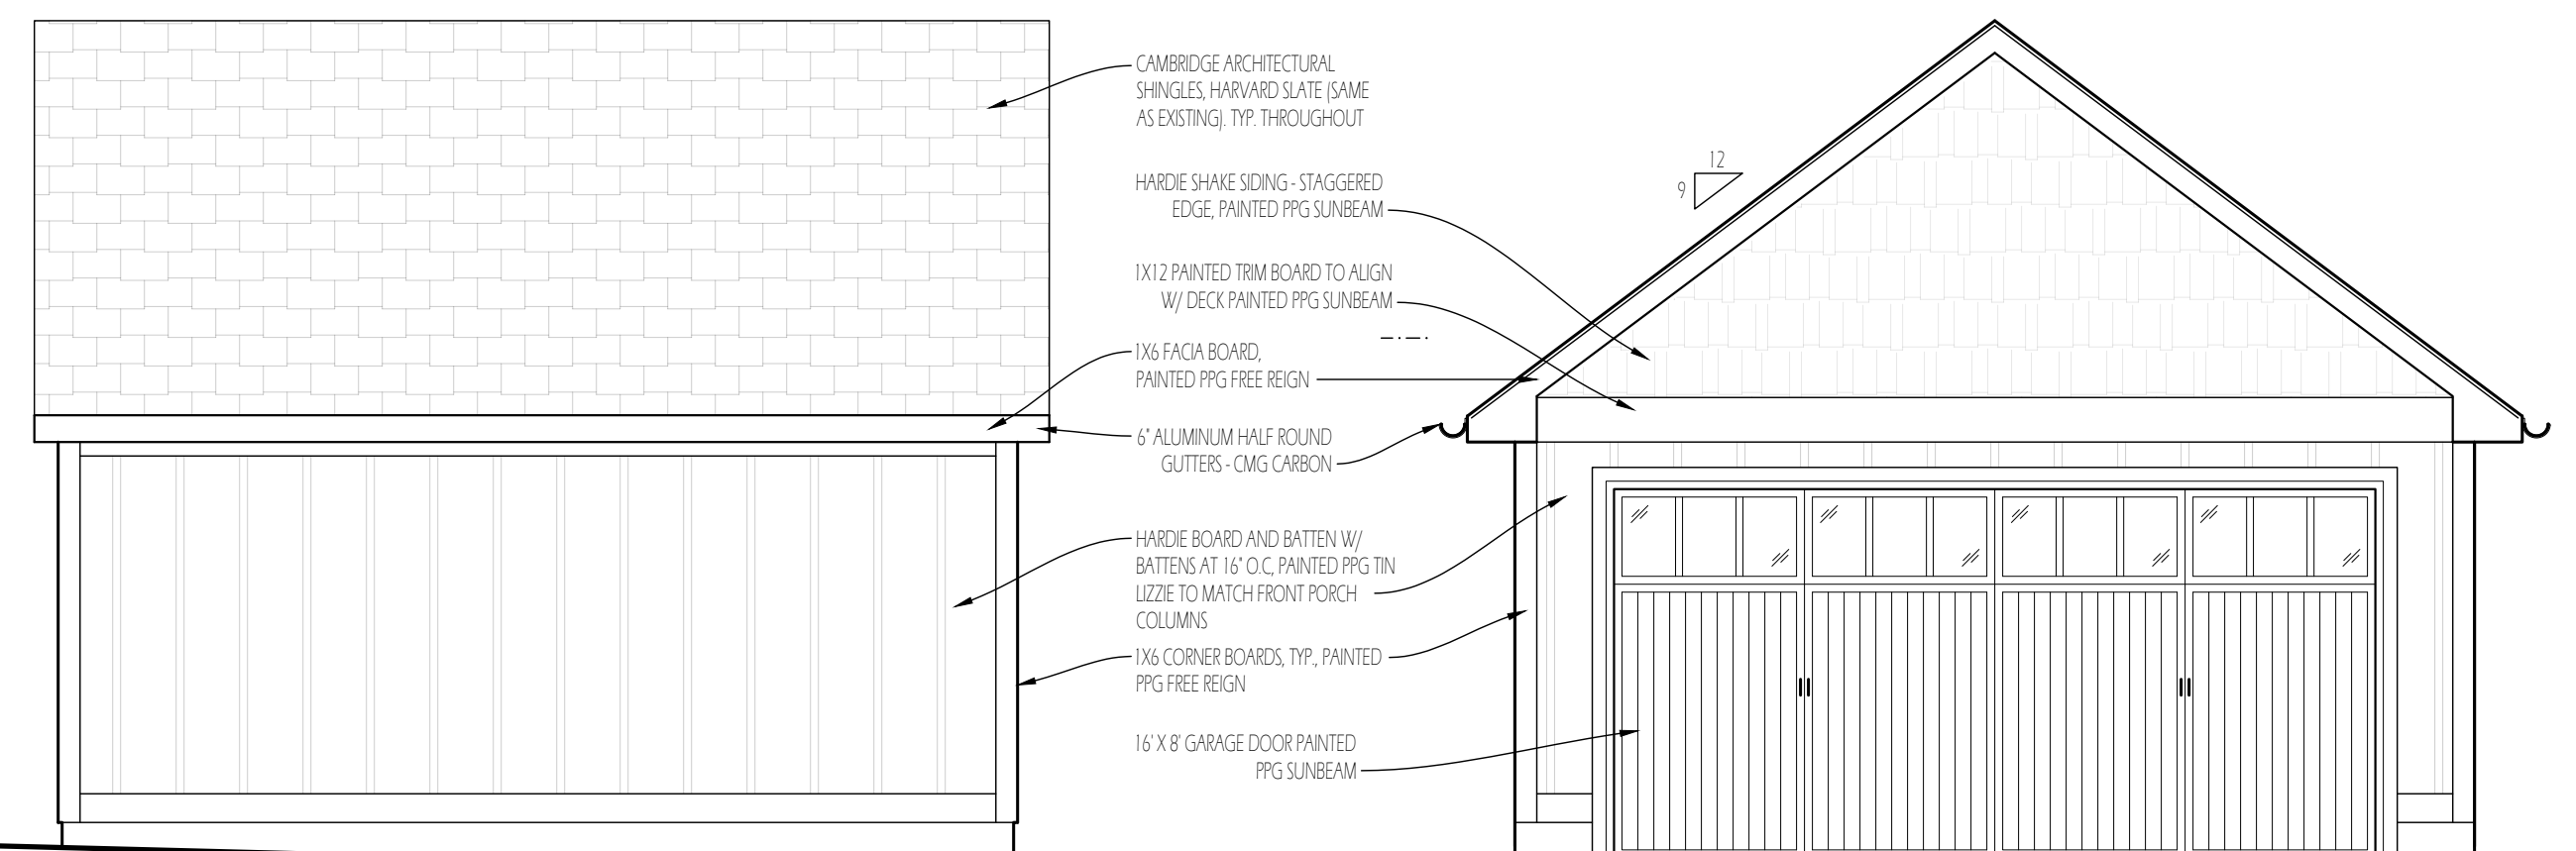 CAMBRIDGE ARCHITECTURAL
SHINGLES, HARVARD SLATE (SAME
AS EXISTING). TYP. THROUGHOUT
HARDIE SHAKE SIDING - STAGGERED
EDGE, PAINTED PPG SUNBEAM
1X12 PAINTED TRIM BOARD TO ALIGN
W/ DECK PAINTED PPG SUNBEAM
1X6 FACIA BOARD,
PAINTED PPG FREE REIGN
6" ALUMINUM HALF ROUND
GUTTERS - CMG CARBON
HARDIE BOARD AND BATTEN W/
BATTENS AT 16" O.C, PAINTED PPG TIN
LIZZIE TO MATCH FRONT PORCH
COLUMNS
1X6 CORNER BOARDS, TYP., PAINTED
PPG FREE REIGN
16' X 8' GARAGE DOOR PAINTED
PPG SUNBEAM
12
9